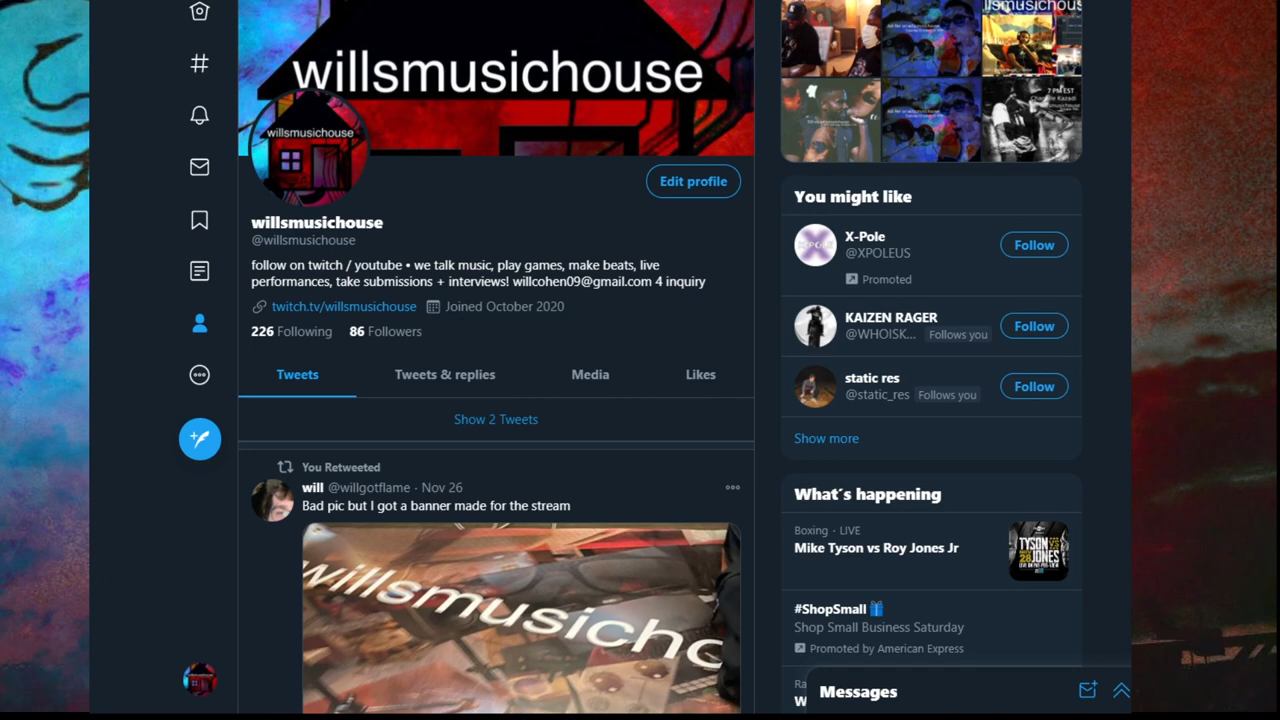 willsmusichouse
willsmusichouse
Edit profile
willsmusichouse
@willsmusichouse
follow on twitch / youtube • we talk music, play games, make beats, live
performances, take submissions + interviews! willcohen09@gmail.com 4 inquiry
twitch.tv/willsmusichouse Joined October 2020
226 Following 86 Followers
Tweets Tweets & replies Media Likes
Show 2 Tweets
You Retweeted
will @willgotflame · Nov 26
Bad pic but I got a banner made for the stream
willsmusicho
7 PM EST
You might like
X-Pole
@XPOLEUS
Follow
Promoted
KAIZEN RAGER
@WHOISK... Follows you
Follow
static res
@static_res Follows you
Follow
Show more
What´s happening
Boxing · LIVE
Mike Tyson vs Roy Jones Jr
TYSON
JONES
#ShopSmall
Shop Small Business Saturday
Promoted by American Express
Ra
W
Messages